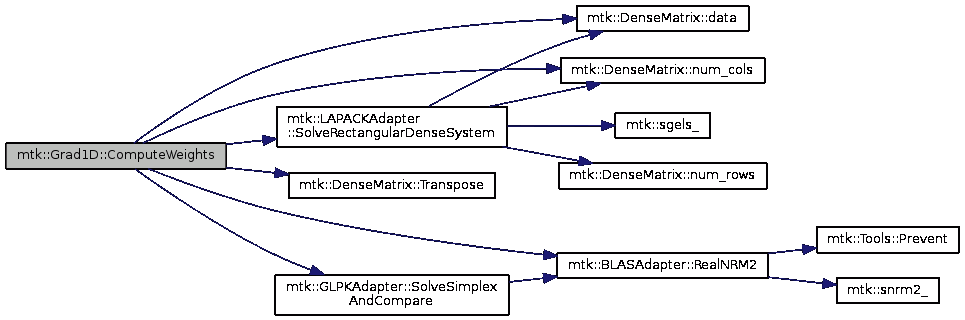 mtk::Grad1D::ComputeWeights
mtk::DenseMatrix::data
mtk::DenseMatrix::num_cols
mtk::LAPACKAdapter
::SolveRectangularDenseSystem
mtk::sgels_
mtk::DenseMatrix::num_rows
mtk::DenseMatrix::Transpose
mtk::BLASAdapter::RealNRM2
mtk::Tools::Prevent
mtk::snrm2_
mtk::GLPKAdapter::SolveSimplex
AndCompare